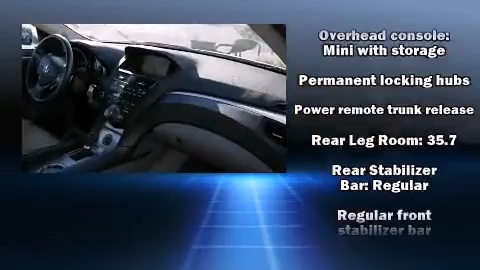 Overhead console:
Mini with storage
Permanent locking hubs
Power remote trunk release
Rear Leg Room: 35.7
Rear Stabilizer
Bar: Regular
Regular front
stabilizer bar